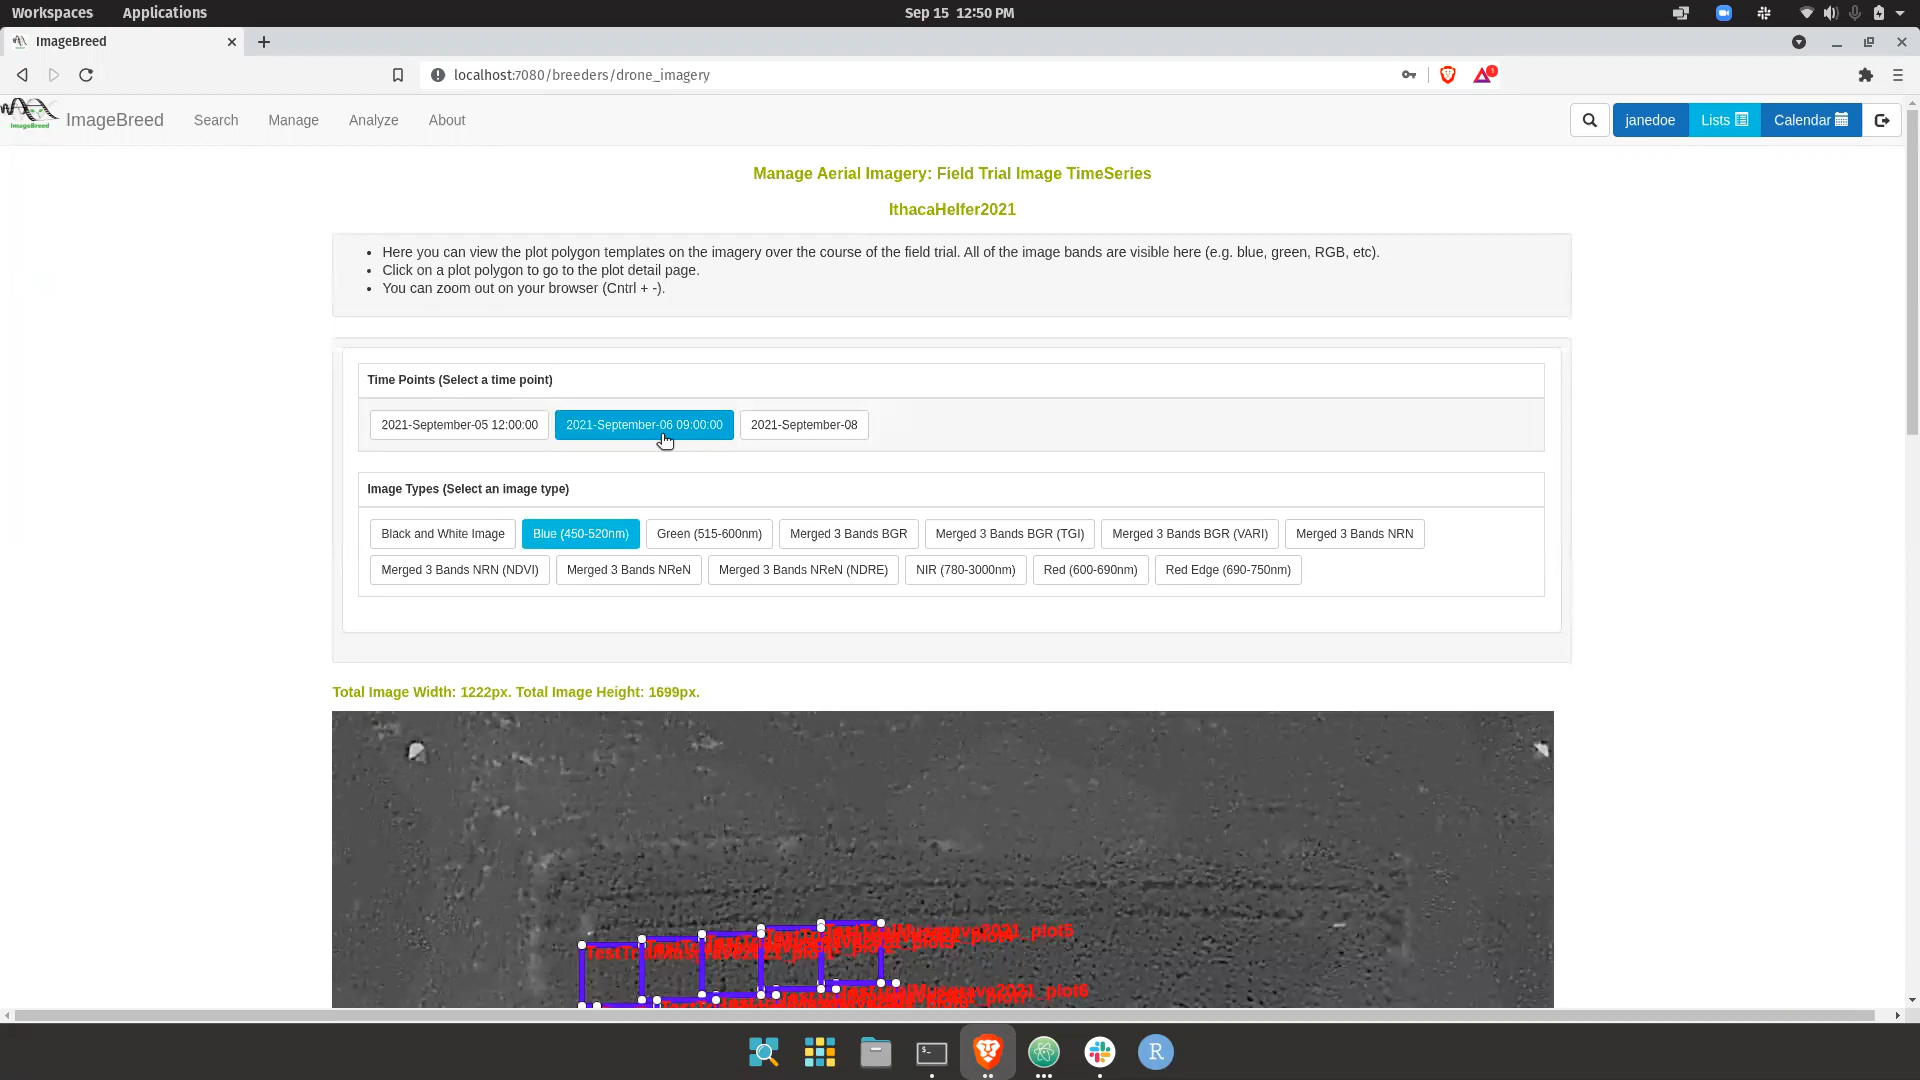 Workspaces Applications Sep 15 12:50 PM
ImageBreed
localhost:7080/breeders/drone_imagery 1
ImageBreed ImageBreed Search Manage Analyze About janedoe Lists Calendar
Manage Aerial Imagery: Field Trial Image TimeSeries
IthacaHelfer2021
Here you can view the plot polygon templates on the imagery over the course of the field trial. All of the image bands are visible here (e.g. blue, green, RGB, etc).
Click on a plot polygon to go to the plot detail page.
You can zoom out on your browser (Cntrl + -).
Time Points (Select a time point)
2021-September-05 12:00:00 2021-September-06 09:00:00 2021-September-08
Image Types (Select an image type)
Black and White Image Blue (450-520nm) Green (515-600nm) Merged 3 Bands BGR Merged 3 Bands BGR (TGI) Merged 3 Bands BGR (VARI) Merged 3 Bands NRN
Merged 3 Bands NRN (NDVI) Merged 3 Bands NReN Merged 3 Bands NReN (NDRE) NIR (780-3000nm) Red (600-690nm) Red Edge (690-750nm)
Total Image Width: 1222px. Total Image Height: 1699px.
R